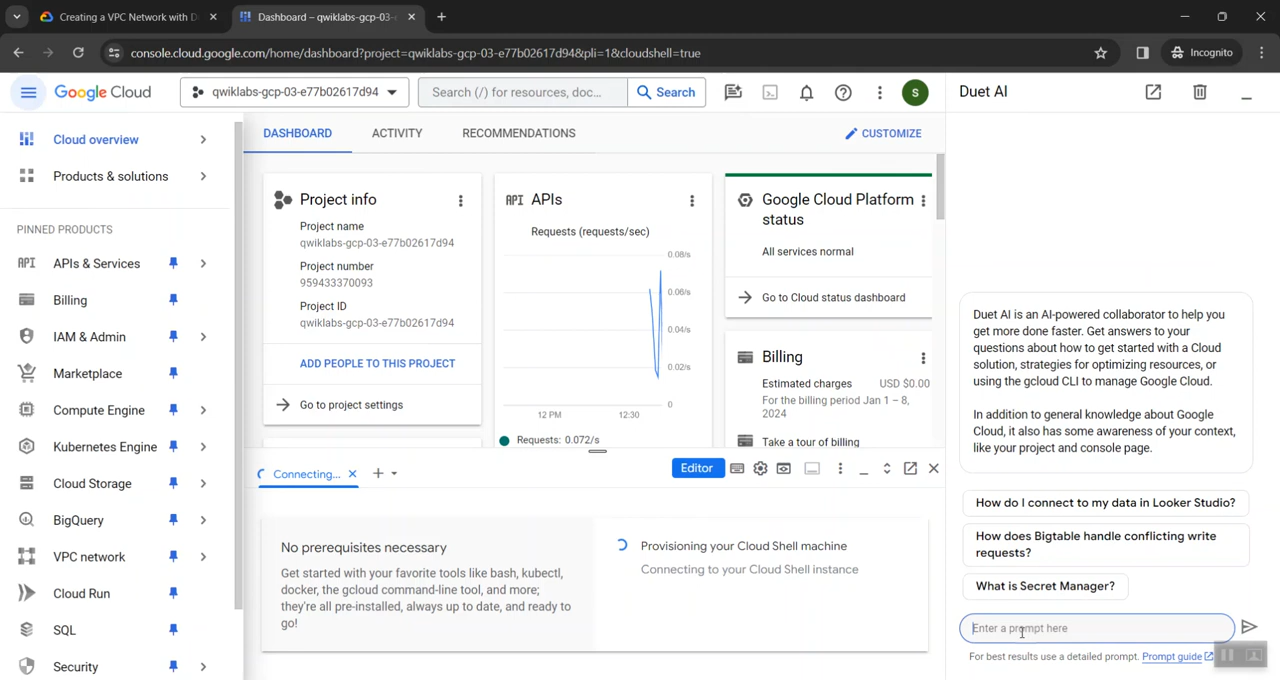 Creating a VPC Network with D
Dashboard – qwiklabs-gcp-03-
console.cloud.google.com/home/dashboard?project=qwiklabs-gcp-03-e77b02617d94&pli=1&cloudshell=true
Incognito
Google Cloud
qwiklabs-gcp-03-e77b02617d94
Search (/) for resources, doc...
Search
S
Duet AI
Cloud overview
Products & solutions
PINNED PRODUCTS
API APIs & Services
Billing
IAM & Admin
Marketplace
Compute Engine
Kubernetes Engine
Cloud Storage
BigQuery
VPC network
Cloud Run
SQL
Security
DASHBOARD
ACTIVITY
RECOMMENDATIONS
CUSTOMIZE
Project info
Project name
qwiklabs-gcp-03-e77b02617d94
Project number
959433370093
Project ID
qwiklabs-gcp-03-e77b02617d94
ADD PEOPLE TO THIS PROJECT
Go to project settings
API APIs
Requests (requests/sec)
0.08/s
0.06/s
0.04/s
0.02/s
0
12 PM
12:30
Requests: 0.072/s
Google Cloud Platform
status
All services normal
Go to Cloud status dashboard
Billing
Estimated charges USD $0.00
For the billing period Jan 1 – 8,
2024
Take a tour of billing
Connecting...
Editor
No prerequisites necessary
Get started with your favorite tools like bash, kubectl,
docker, the gcloud command-line tool, and more;
they're all pre-installed, always up to date, and ready to
go!
Provisioning your Cloud Shell machine
Connecting to your Cloud Shell instance
Duet AI is an AI-powered collaborator to help you
get more done faster. Get answers to your
questions about how to get started with a Cloud
solution, strategies for optimizing resources, or
using the gcloud CLI to manage Google Cloud.
In addition to general knowledge about Google
Cloud, it also has some awareness of your context,
like your project and console page.
How do I connect to my data in Looker Studio?
How does Bigtable handle conflicting write
requests?
What is Secret Manager?
Enter a prompt here
For best results use a detailed prompt. Prompt guide